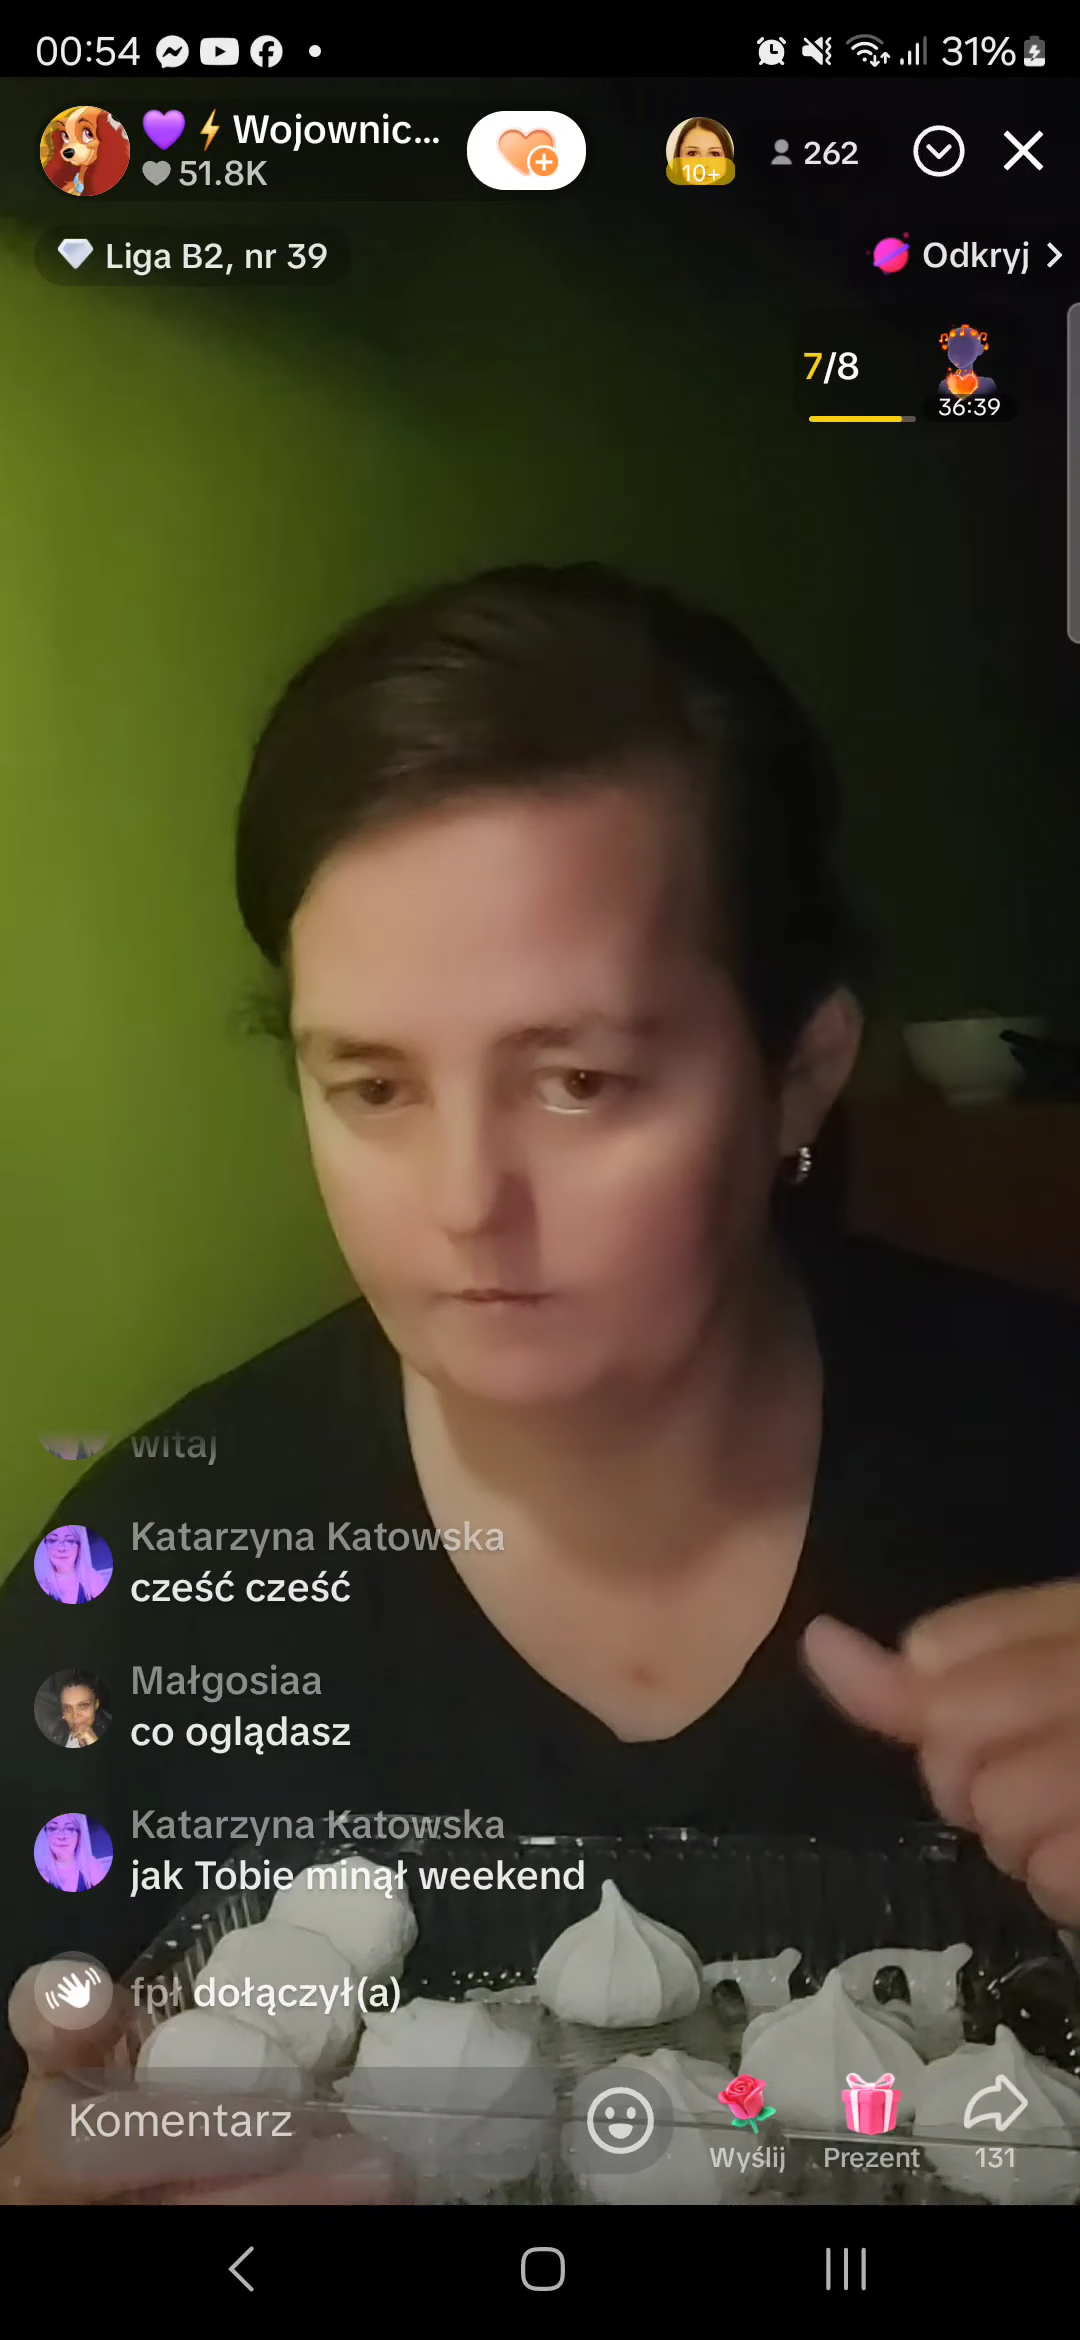 00:54
31%
Wojownic...
51.8K
10+
262
Liga B2, nr 39
Odkryj
7/8
36:39
witaj
Katarzyna Katowska
cześć cześć
Małgosiaa
co oglądasz
Katarzyna Katowska
jak Tobie minął weekend
fpł dołączył(a)
Komentarz
Wyślij
Prezent
131